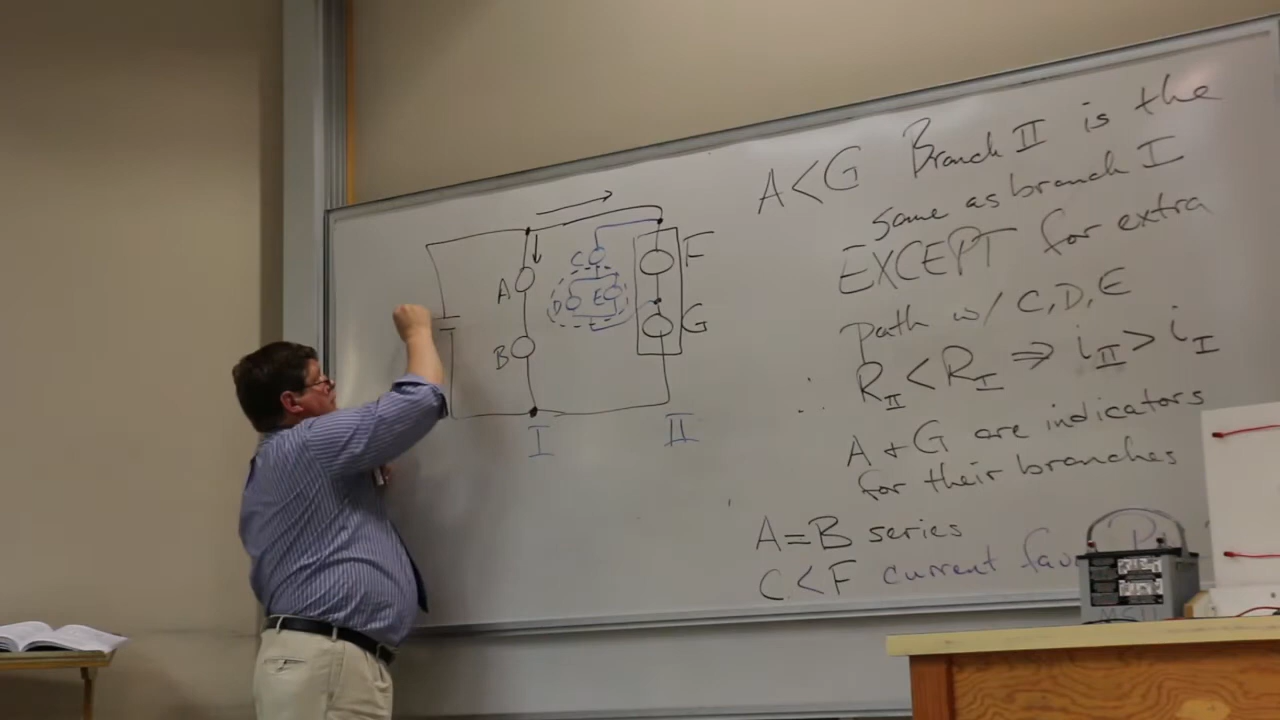 A<G Branch II is the
same as branch I
EXCEPT for extra
path w/ C, D, E
∴ R_II < R_I ⇒ i_II > i_I
A + G are indicators
for their branches
A=B series
C<F current
A
B
C
D
E
F
G
I
II